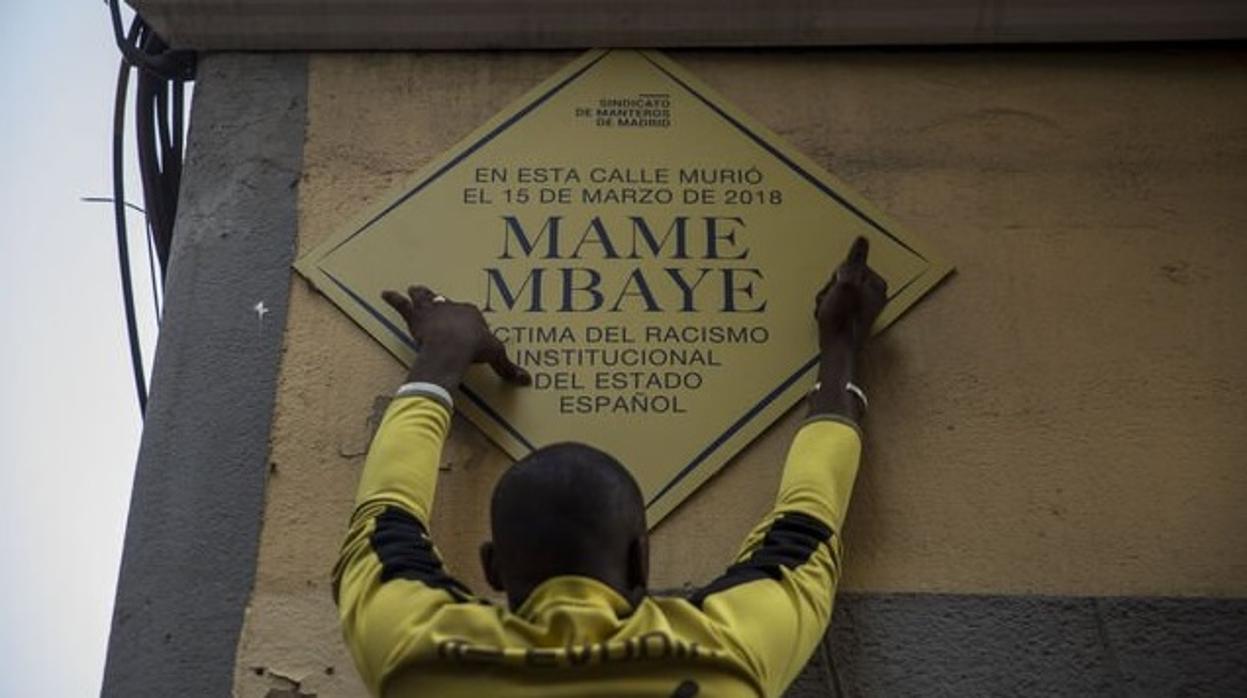 SINDICATO
DE MANTEROS
DE MADRID
EN ESTA CALLE MURIÓ
EL 15 DE MARZO DE 2018
MAME
MBAYE
CTIMA DEL RACISMO
INSTITUCIONAL
DEL ESTADO
ESPAÑOL